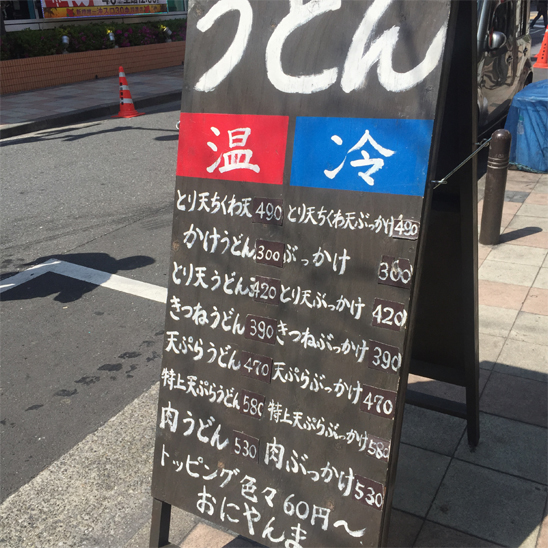 うどん
温 冷
とり天ちくわ天 490 とり天ちくわ天ぶっかけ 490
かけうどん 300 ぶっかけ 300
とり天うどん 420 とり天ぶっかけ 420
きつねうどん 390 きつねぶっかけ 390
天ぷらうどん 470 天ぷらぶっかけ 470
特上天ぷらうどん 580 特上天ぷらぶっかけ 580
肉うどん 530 肉ぶっかけ 530
トッピング色々 60円〜
おにやんま